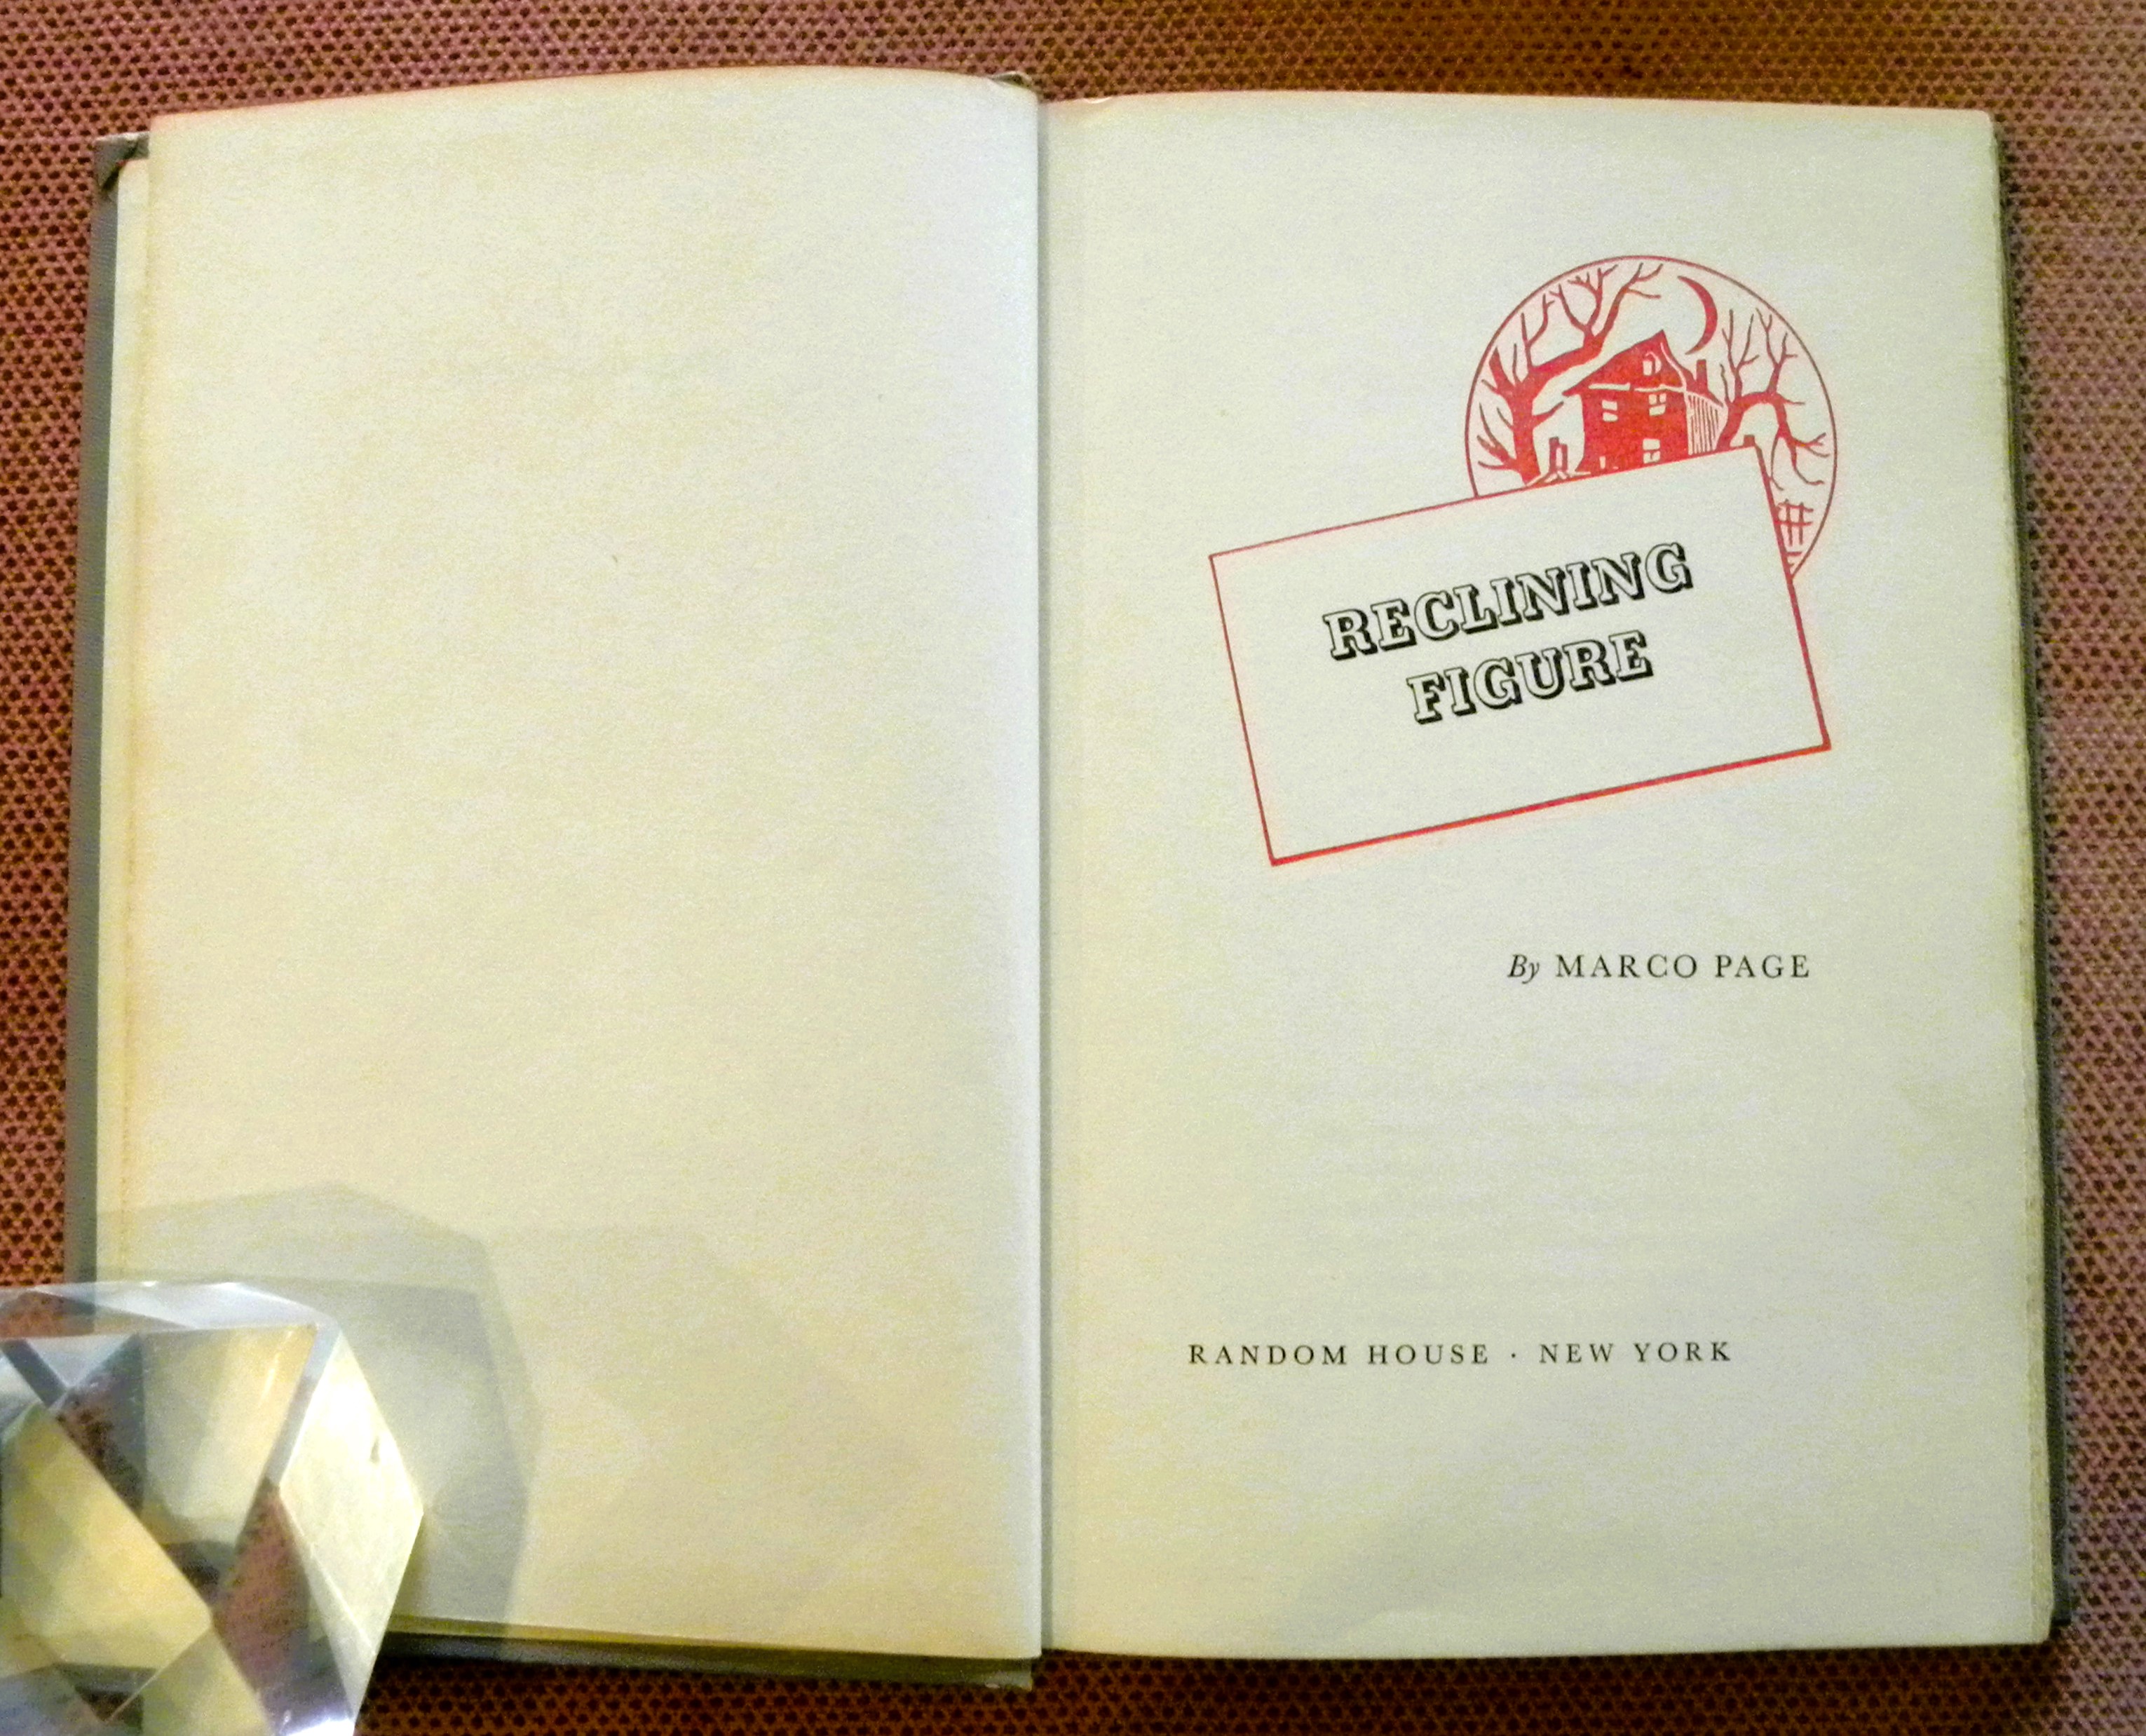 RECLINING
FIGURE
By MARCO PAGE
RANDOM HOUSE · NEW YORK